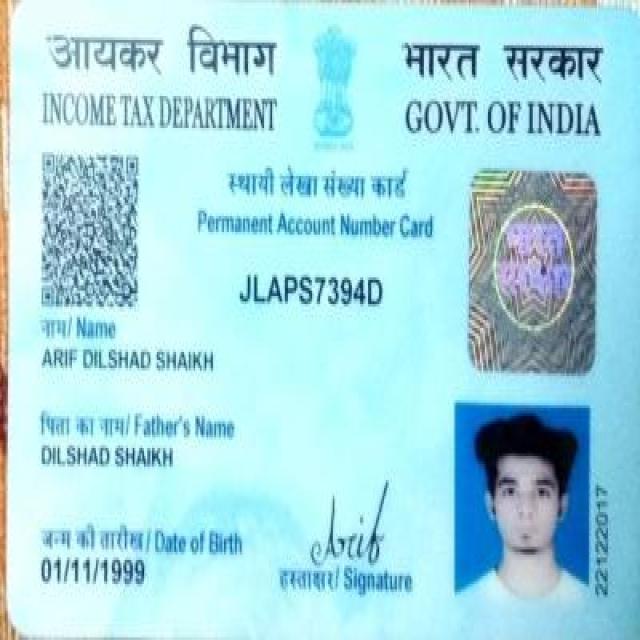 आयकर विभाग
INCOME TAX DEPARTMENT
भारत सरकार
GOVT. OF INDIA
स्थायी लेखा संख्या कार्ड
Permanent Account Number Card
JLAPS7394D
नाम / Name
ARIF DILSHAD SHAIKH
पिता का नाम / Father's Name
DILSHAD SHAIKH
जन्म की तारीख / Date of Birth
01/11/1999
Arif
हस्ताक्षर / Signature
22122017